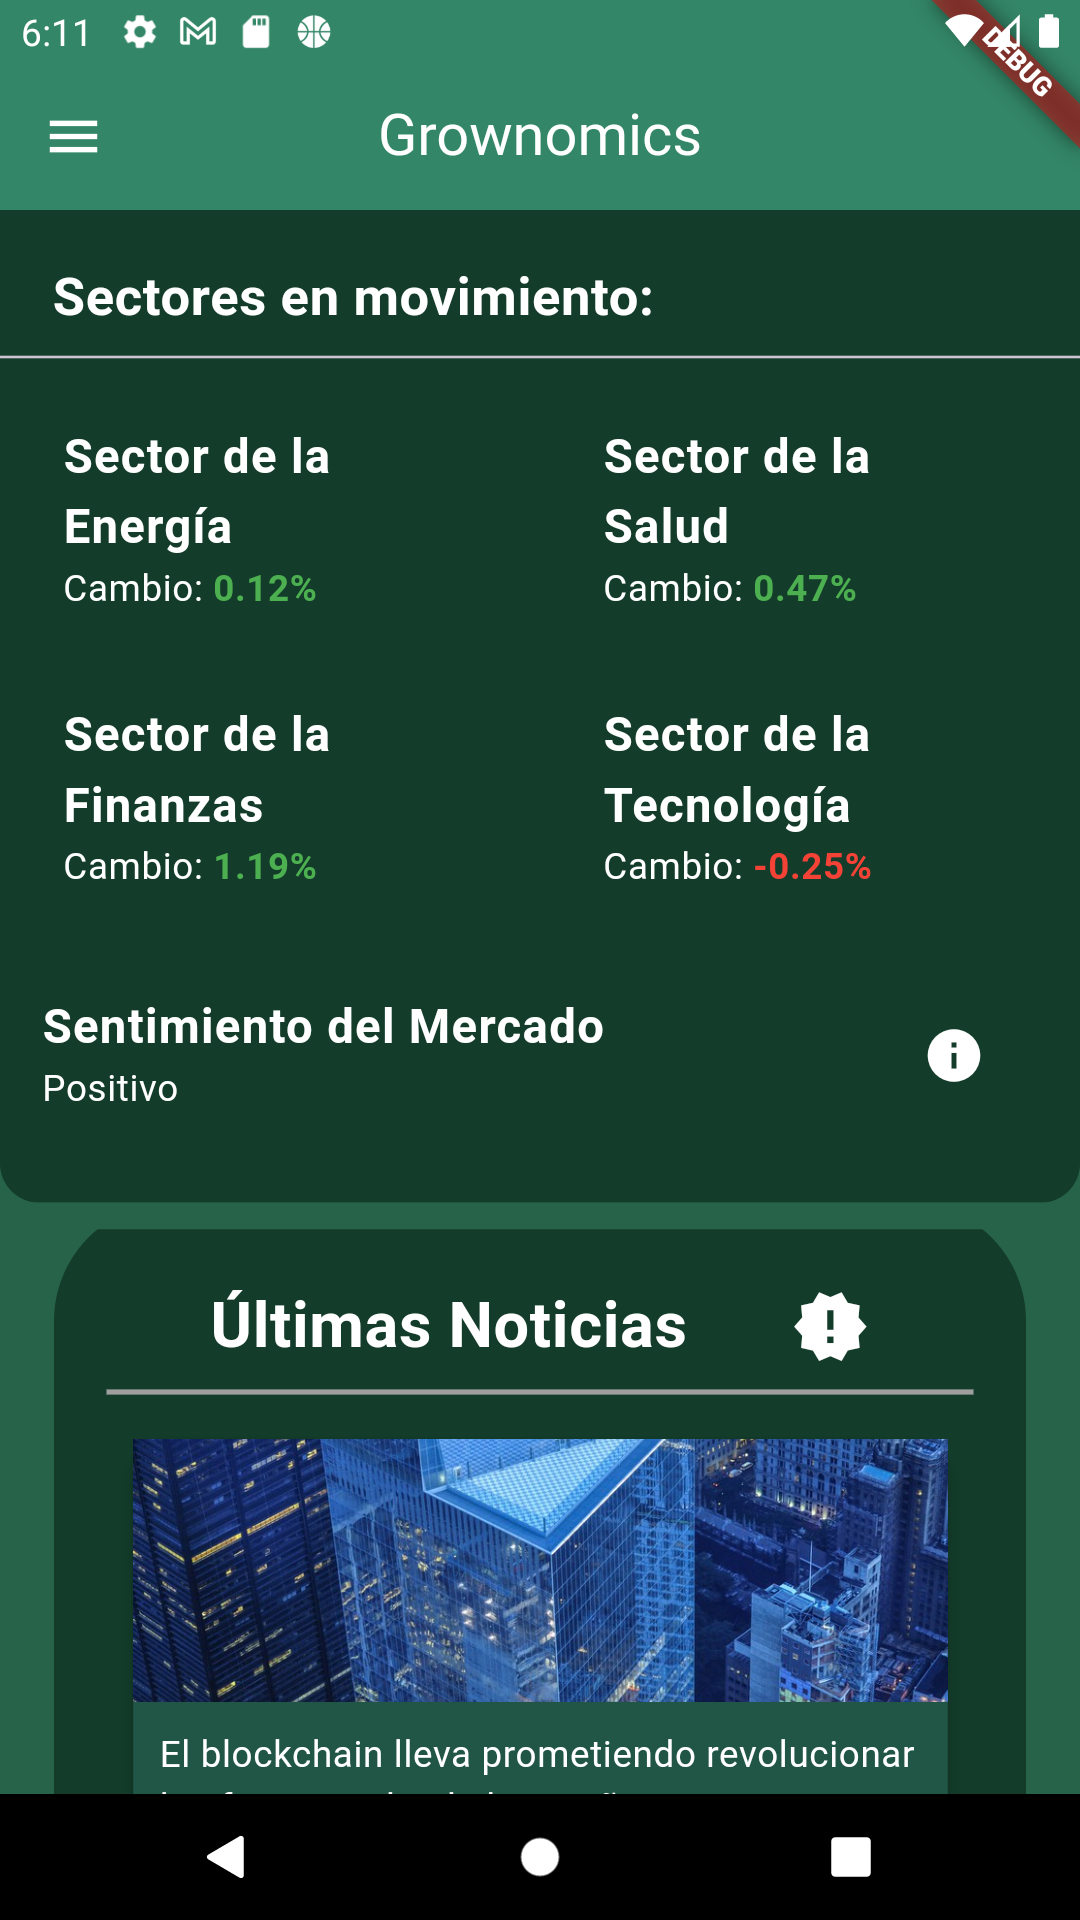 6:11
DEBUG
Grownomics
Sectores en movimiento:
Sector de la
Energía
Cambio: 0.12%
Sector de la
Salud
Cambio: 0.47%
Sector de la
Finanzas
Cambio: 1.19%
Sector de la
Tecnología
Cambio: -0.25%
Sentimiento del Mercado
Positivo
Últimas Noticias
El blockchain lleva prometiendo revolucionar